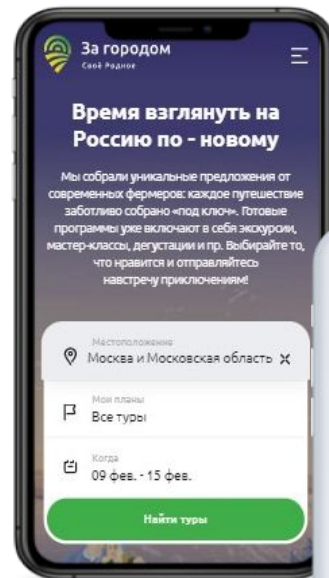 За городом
Своё Родное
Время взглянуть на
Россию по - новому
Мы собрали уникальные предложения от
современных фермеров: каждое путешествие
заботливо собрано «под ключ». Готовые
программы уже включают в себя экскурсии,
мастер-классы, дегустации и пр. Выбирайте то,
что нравится и отправляйтесь
навстречу приключениям!
Местоположение
Москва и Московская область
Мои планы
Все туры
Когда
09 фев. - 15 фев.
Найти туры